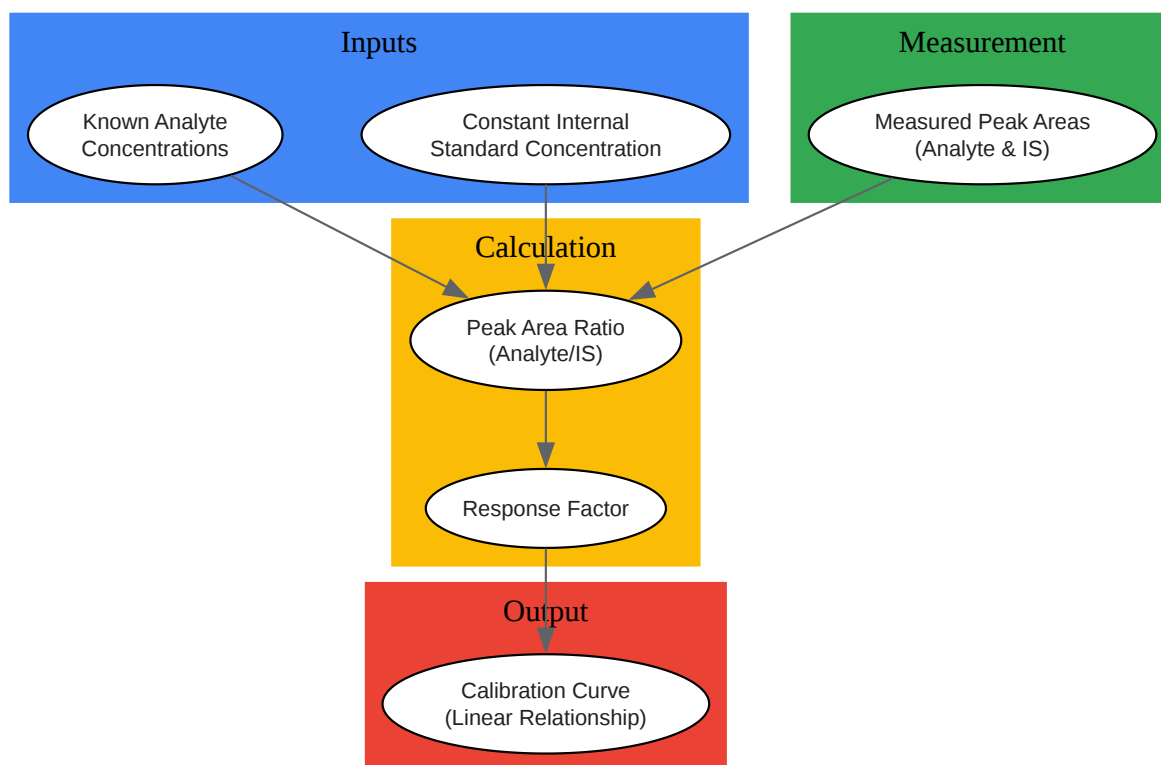 Inputs
Measurement
Known Analyte
Concentrations
Constant Internal
Standard Concentration
Measured Peak Areas
(Analyte & IS)
Calculation
Peak Area Ratio
(Analyte/IS)
Response Factor
Output
Calibration Curve
(Linear Relationship)